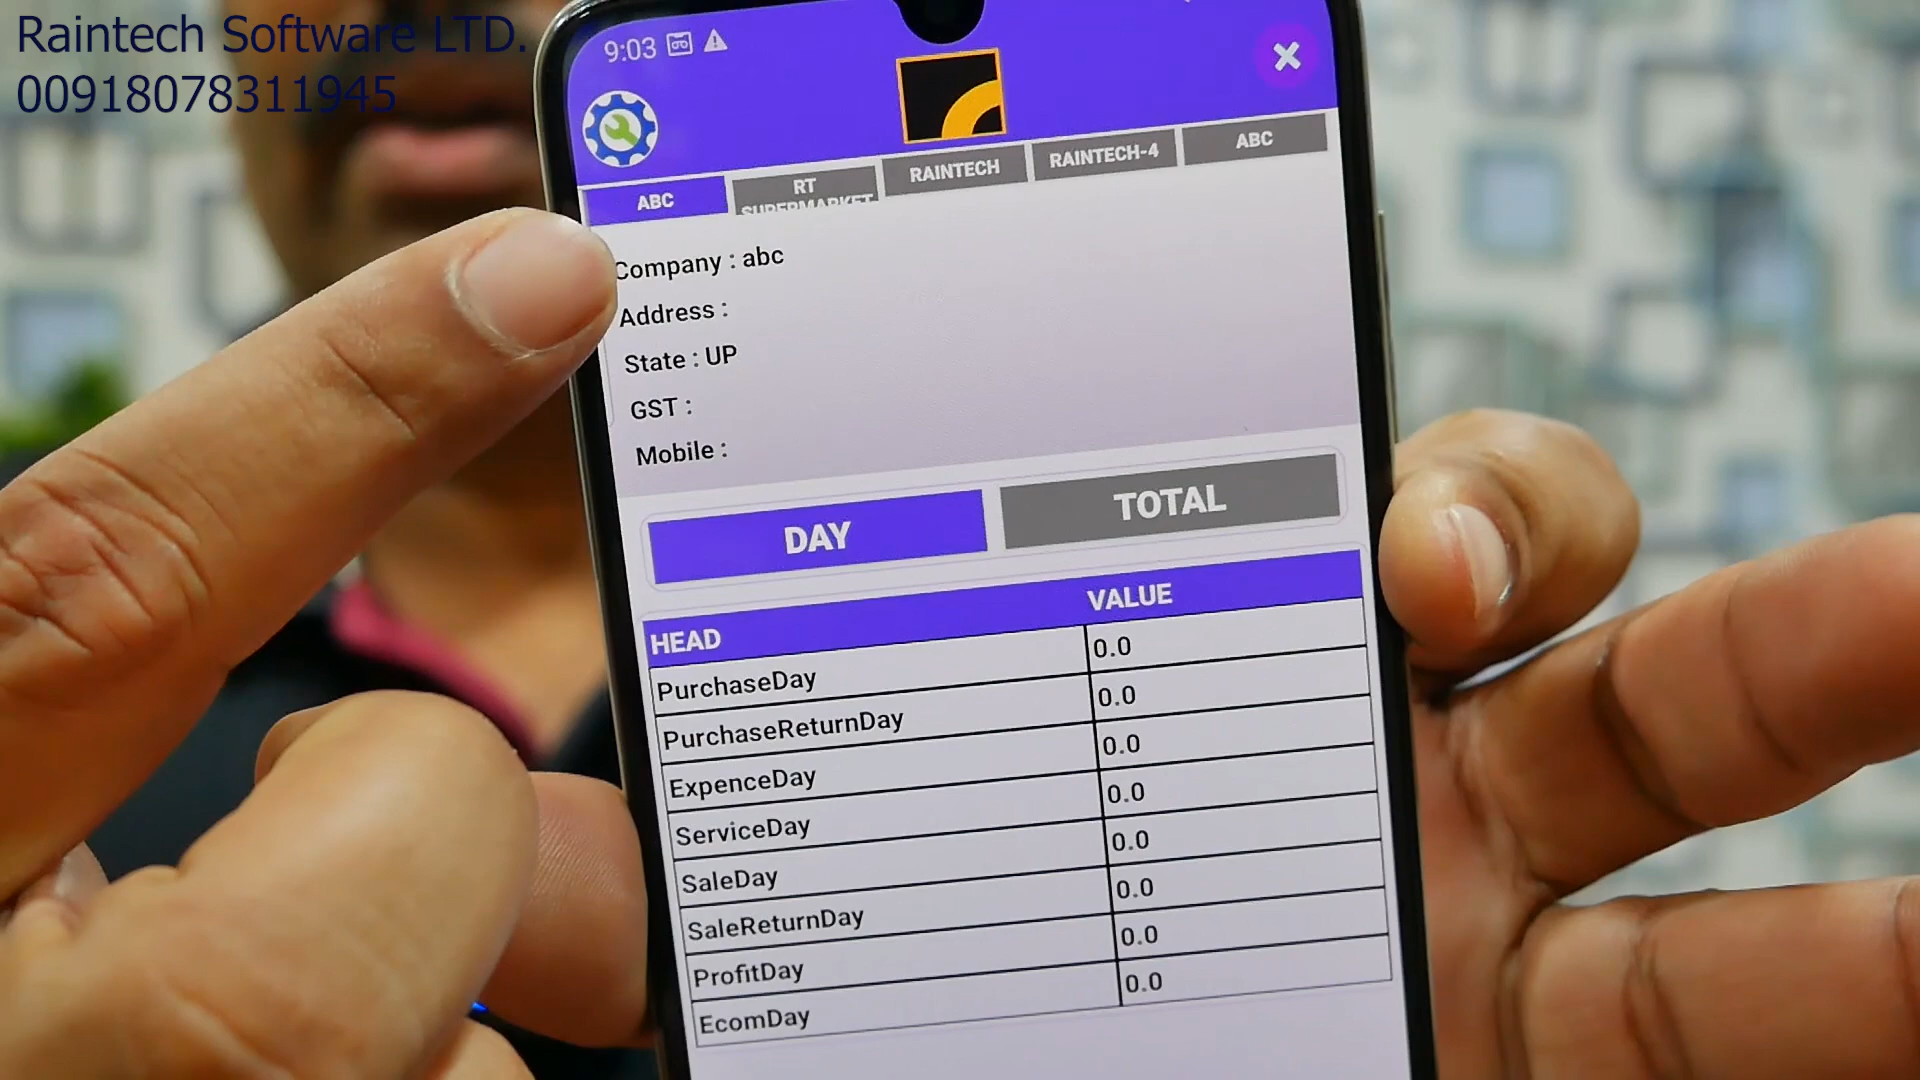 Raintech Software LTD.
00918078311945
9:03
ABC
RT
SUPERMARKET
RAINTECH
RAINTECH-4
ABC
Company : abc
Address :
State : UP
GST :
Mobile :
DAY
TOTAL
HEAD
VALUE
PurchaseDay
0.0
PurchaseReturnDay
0.0
ExpenceDay
0.0
ServiceDay
0.0
SaleDay
0.0
SaleReturnDay
0.0
ProfitDay
0.0
EcomDay
0.0